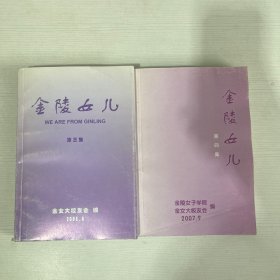 金陵女儿
WE ARE FROM GINLING
第三集
金女大校友会 编
金陵女儿
第四集
金陵女子学院
金女大校友会 编
2007.9